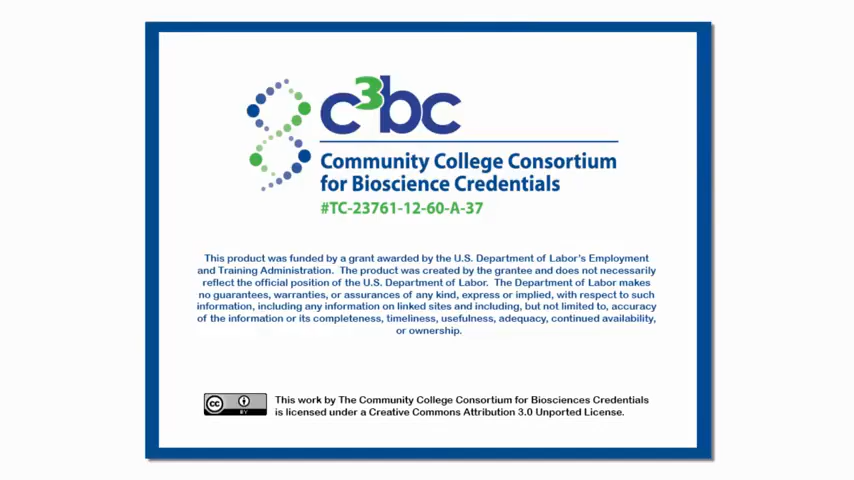 c3bc
Community College Consortium
for Bioscience Credentials
#TC-23761-12-60-A-37
This product was funded by a grant awarded by the U.S. Department of Labor's Employment
and Training Administration. The product was created by the grantee and does not necessarily
reflect the official position of the U.S. Department of Labor. The Department of Labor makes
no guarantees, warranties, or assurances of any kind, express or implied, with respect to such
information, including any information on linked sites and including, but not limited to, accuracy
of the information or its completeness, timeliness, usefulness, adequacy, continued availability,
or ownership.
cc
BY
This work by The Community College Consortium for Biosciences Credentials
is licensed under a Creative Commons Attribution 3.0 Unported License.